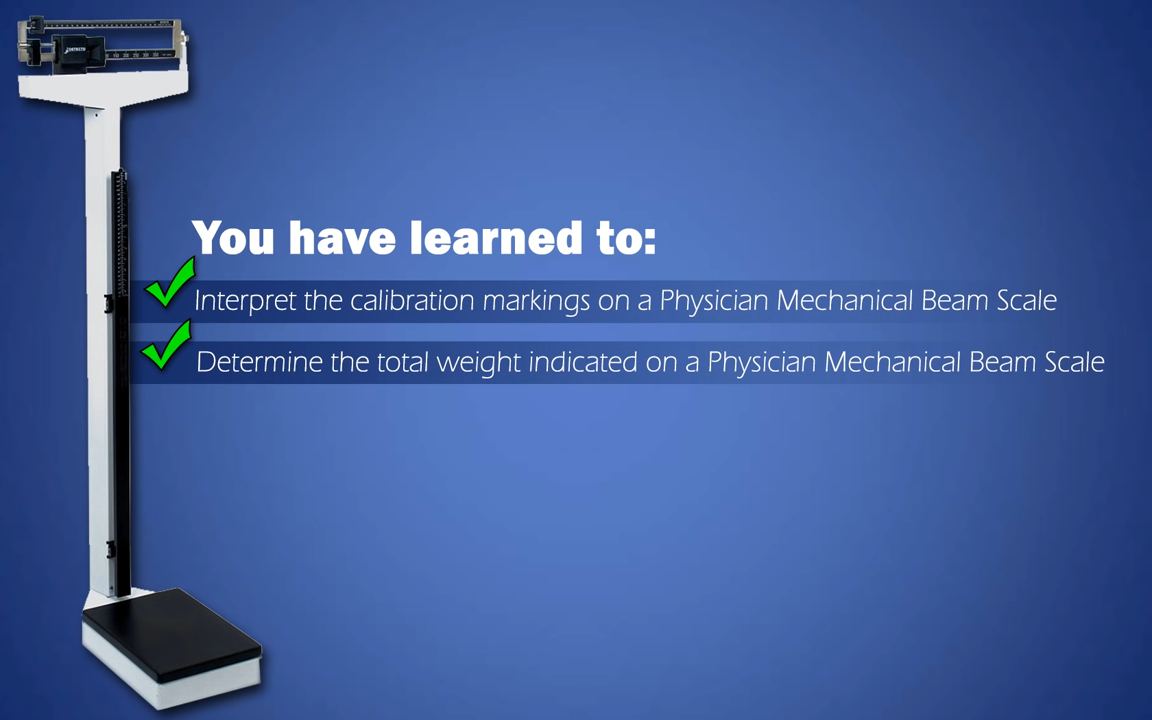 You have learned to:
Interpret the calibration markings on a Physician Mechanical Beam Scale
Determine the total weight indicated on a Physician Mechanical Beam Scale